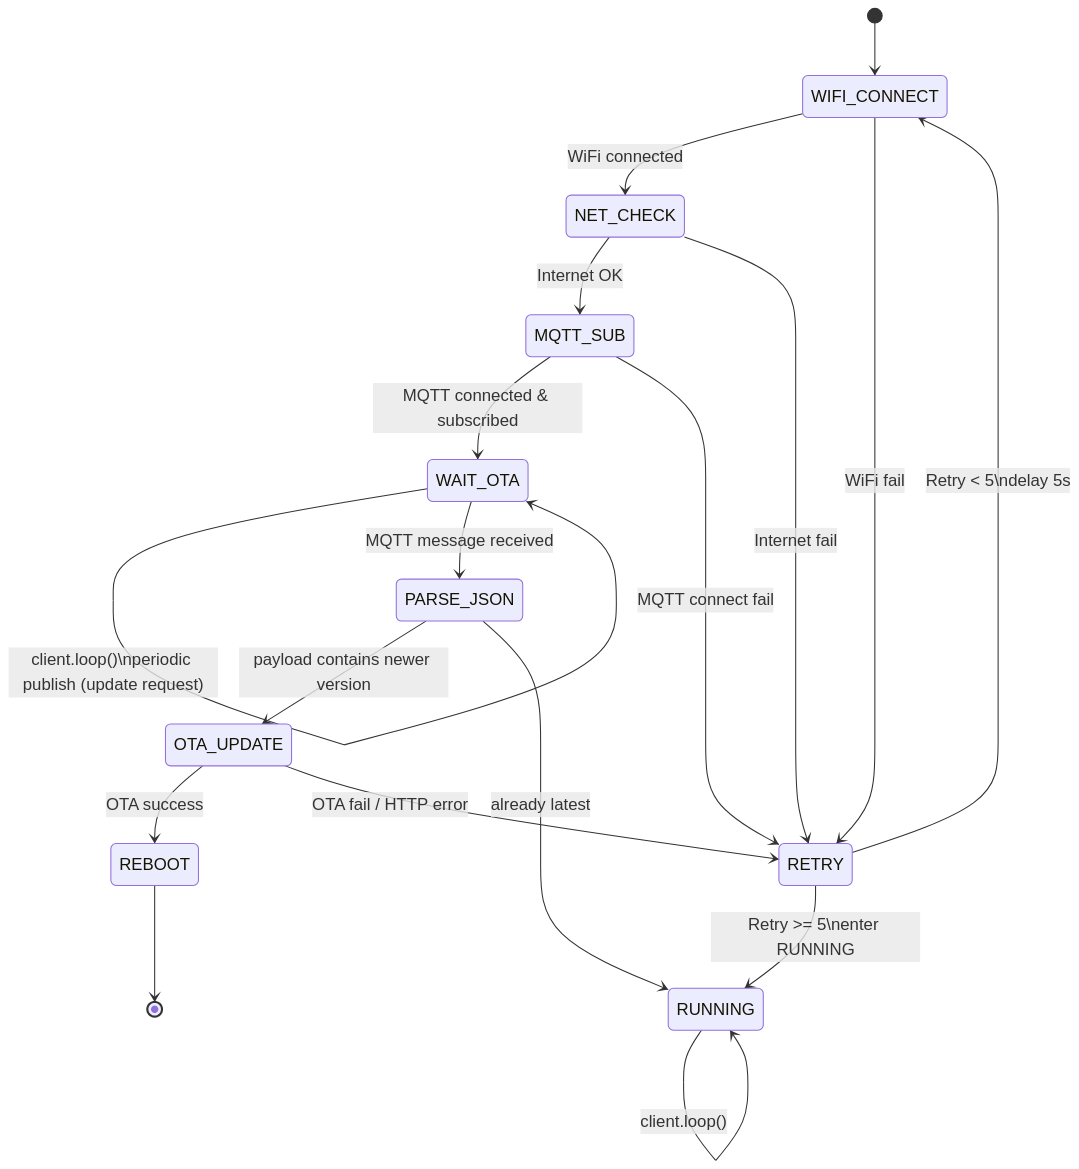 WIFI_CONNECT
WiFi connected
NET_CHECK
Internet OK
MQTT_SUB
MQTT connected &
subscribed
WAIT_OTA
WiFi fail
Retry < 5\ndelay 5s
MQTT message received
Internet fail
PARSE_JSON
MQTT connect fail
client.loop()\nperiodic
publish (update request)
payload contains newer
version
OTA_UPDATE
OTA success
OTA fail / HTTP error
already latest
REBOOT
RETRY
Retry >= 5\nenter
RUNNING
RUNNING
client.loop()